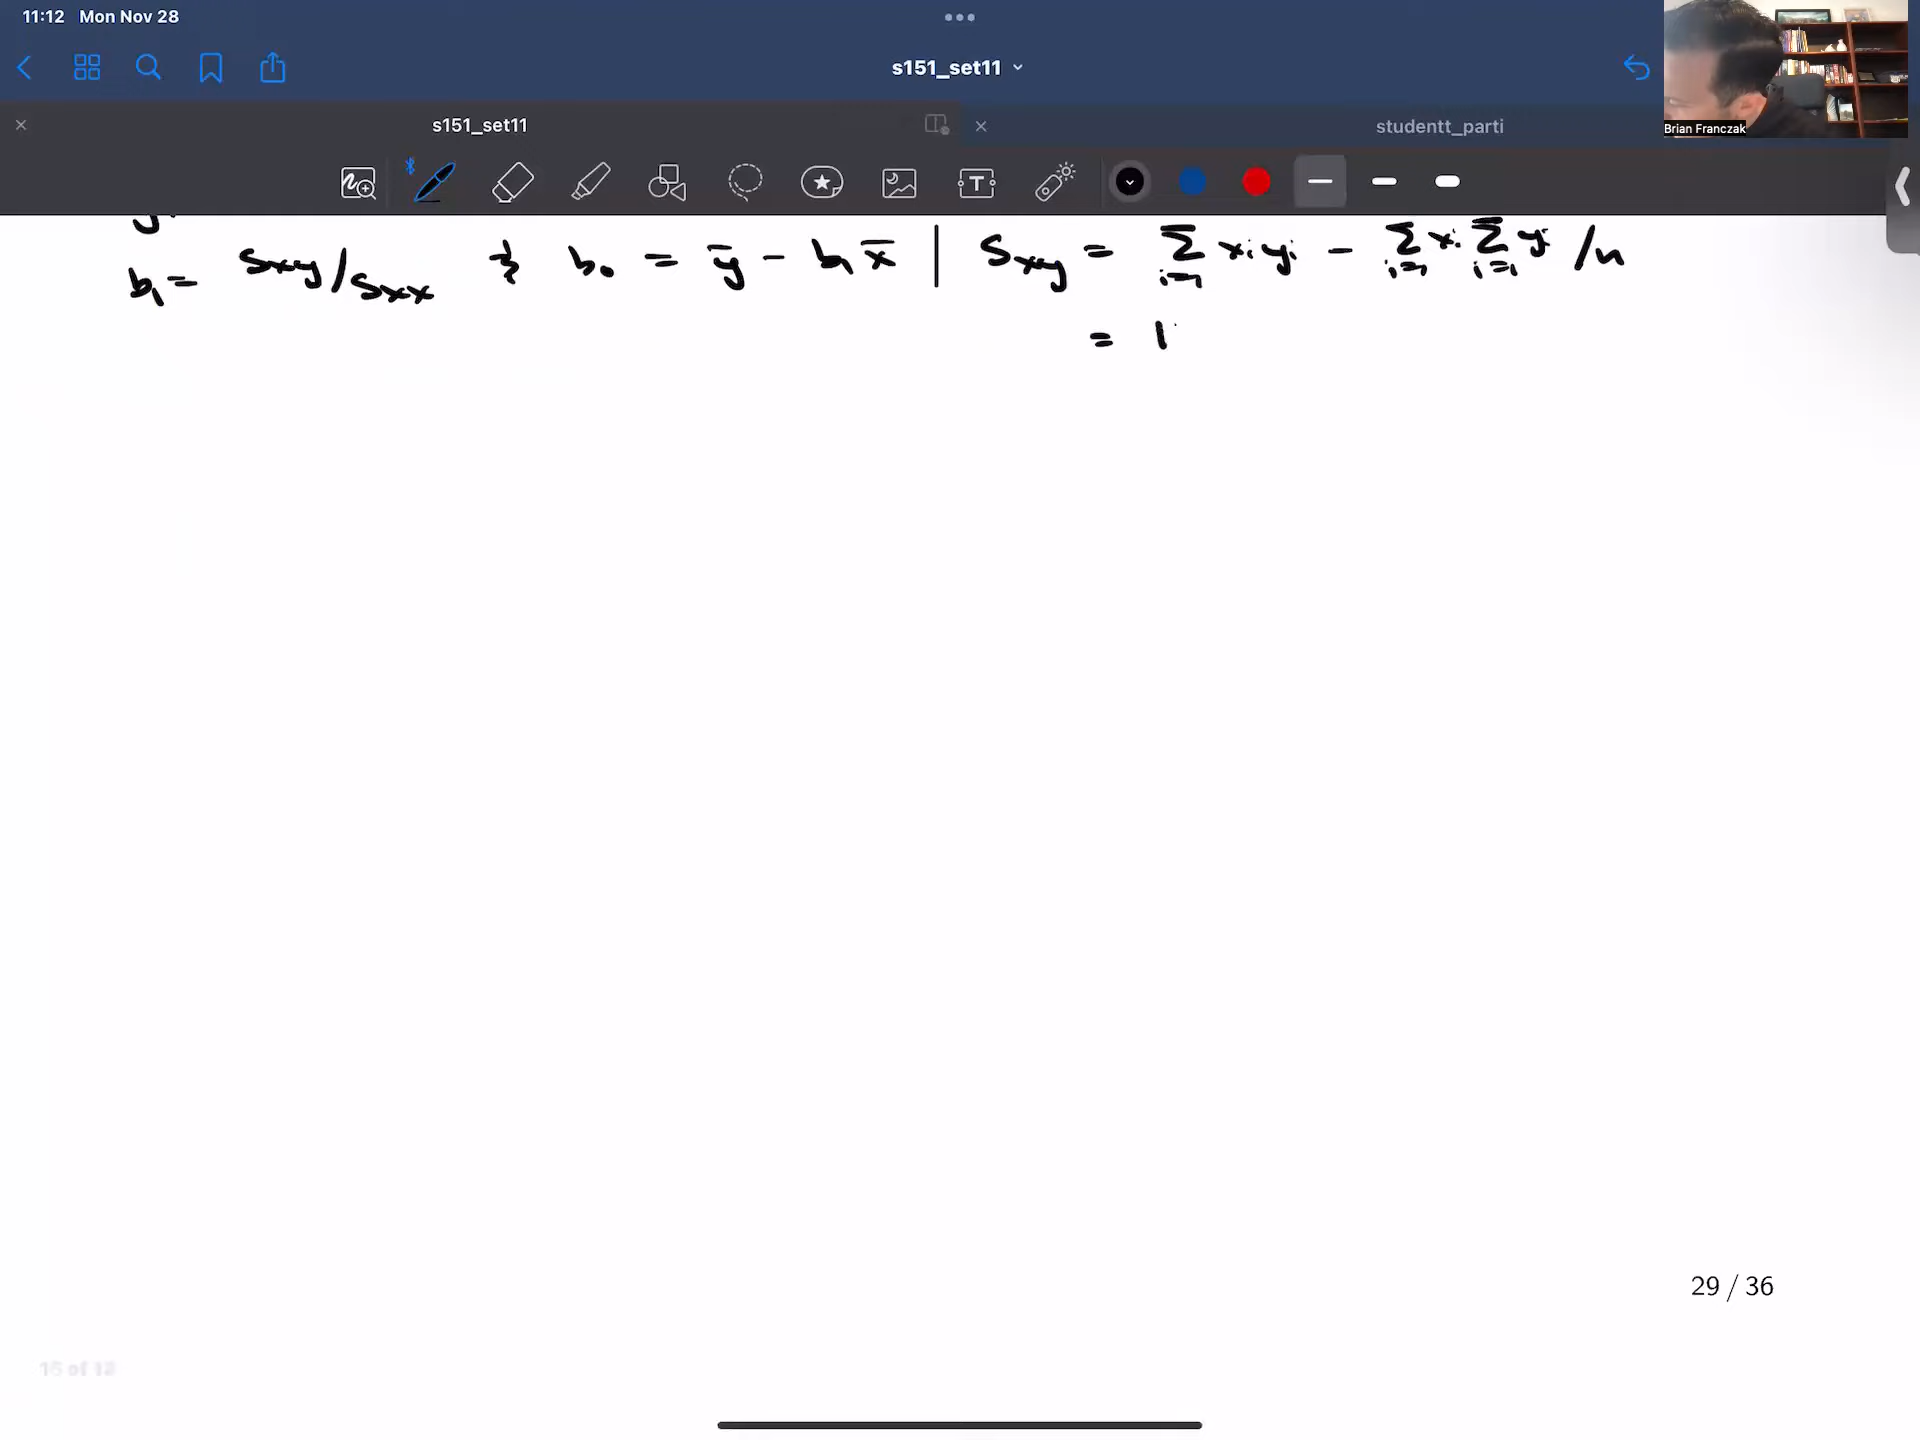 11:12 Mon Nov 28
s151_set11
s151_set11
studentt_parti
Brian Franczak
T
b₁ = Sxy/Sxx & b₀ = y̅ - b₁x̅ | Sxy = Σᵢ₌₁ xᵢyᵢ - Σᵢ₌₁ xᵢ Σᵢ₌₁ yᵢ /n
= 1
29 / 36